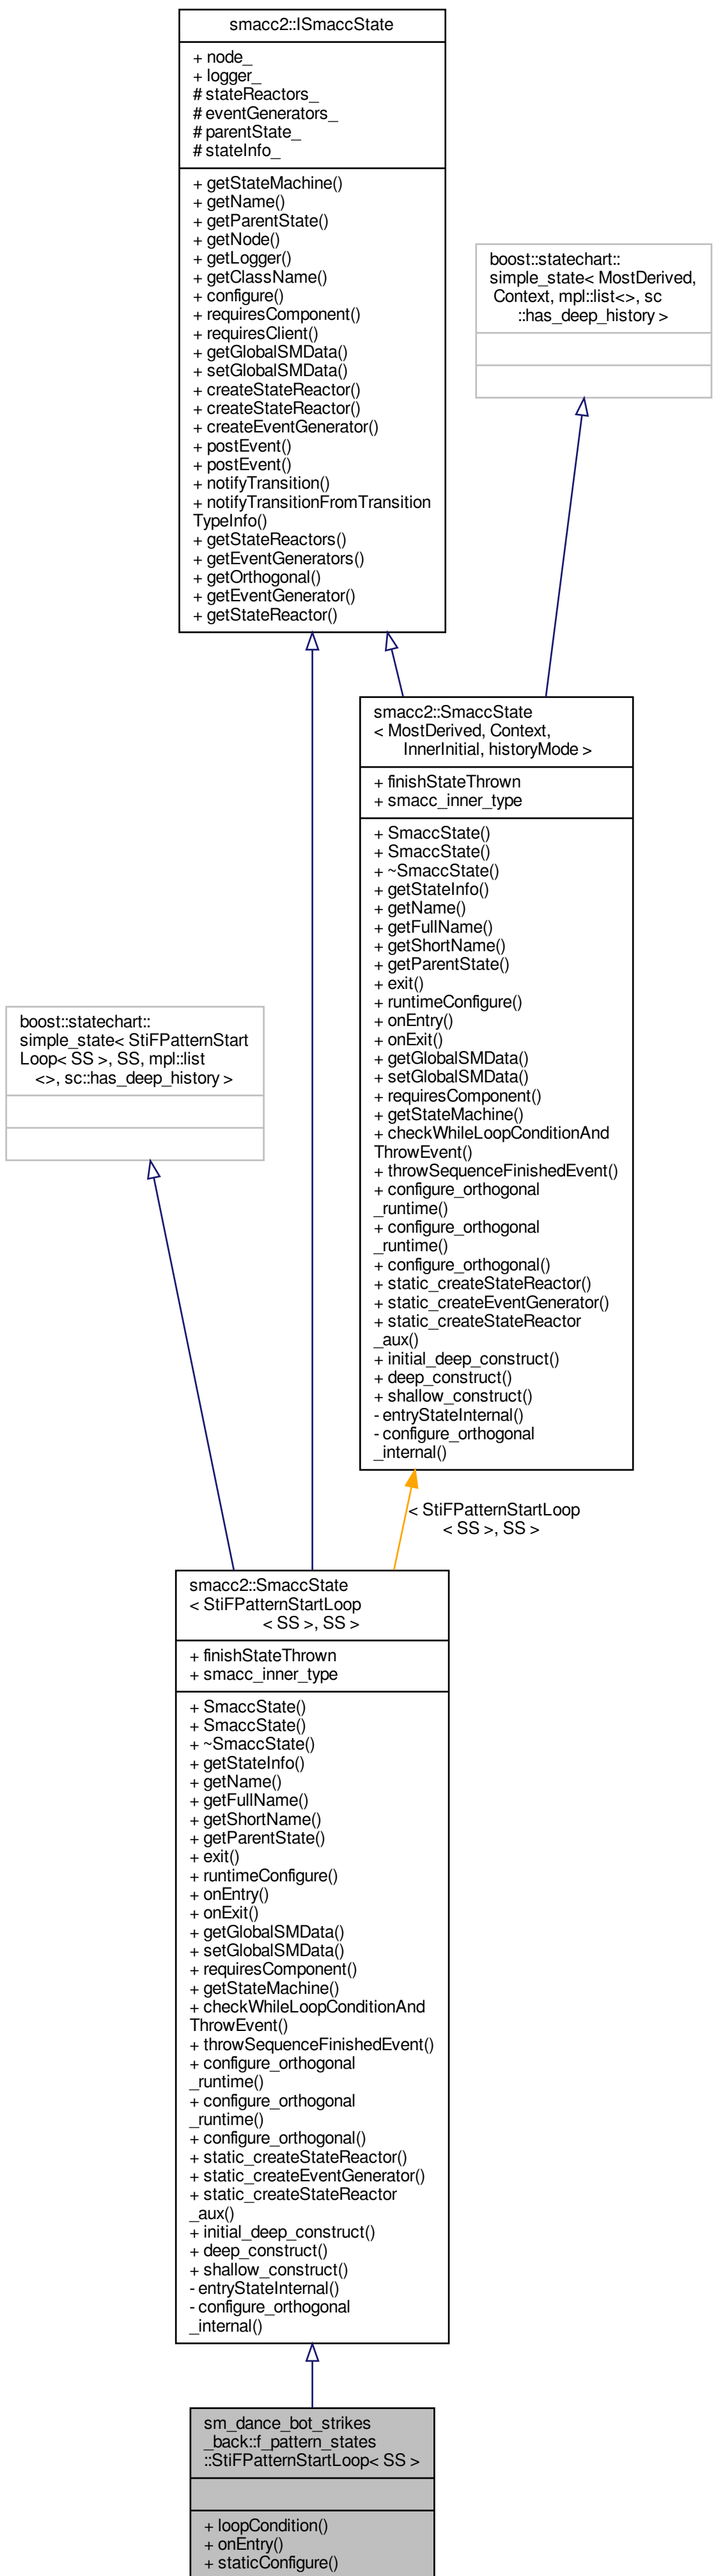 smacc2::ISmaccState
+ node_
+ logger_
# stateReactors_
# eventGenerators_
# parentState_
# stateInfo_
+ getStateMachine()
+ getName()
+ getParentState()
+ getNode()
+ getLogger()
+ getClassName()
+ configure()
+ requiresComponent()
+ requiresClient()
+ getGlobalSMData()
+ setGlobalSMData()
+ createStateReactor()
+ createStateReactor()
+ createEventGenerator()
+ postEvent()
+ postEvent()
+ notifyTransition()
+ notifyTransitionFromTransition
TypeInfo()
+ getStateReactors()
+ getEventGenerators()
+ getOrthogonal()
+ getEventGenerator()
+ getStateReactor()
boost::statechart::
simple_state< MostDerived,
Context, mpl::list<>, sc
::has_deep_history >
smacc2::SmaccState
< MostDerived, Context,
InnerInitial, historyMode >
+ finishStateThrown
+ smacc_inner_type
+ SmaccState()
+ SmaccState()
+ ~SmaccState()
+ getStateInfo()
+ getName()
+ getFullName()
+ getShortName()
+ getParentState()
+ exit()
+ runtimeConfigure()
+ onEntry()
+ onExit()
+ getGlobalSMData()
+ setGlobalSMData()
+ requiresComponent()
+ getStateMachine()
+ checkWhileLoopConditionAnd
ThrowEvent()
+ throwSequenceFinishedEvent()
+ configure_orthogonal
_runtime()
+ configure_orthogonal
_runtime()
+ configure_orthogonal()
+ static_createStateReactor()
+ static_createEventGenerator()
+ static_createStateReactor
_aux()
+ initial_deep_construct()
+ deep_construct()
+ shallow_construct()
- entryStateInternal()
- configure_orthogonal
_internal()
boost::statechart::
simple_state< StiFPatternStart
Loop< SS >, SS, mpl::list
<>, sc::has_deep_history >
< StiFPatternStartLoop
< SS >, SS >
smacc2::SmaccState
< StiFPatternStartLoop
< SS >, SS >
+ finishStateThrown
+ smacc_inner_type
+ SmaccState()
+ SmaccState()
+ ~SmaccState()
+ getStateInfo()
+ getName()
+ getFullName()
+ getShortName()
+ getParentState()
+ exit()
+ runtimeConfigure()
+ onEntry()
+ onExit()
+ getGlobalSMData()
+ setGlobalSMData()
+ requiresComponent()
+ getStateMachine()
+ checkWhileLoopConditionAnd
ThrowEvent()
+ throwSequenceFinishedEvent()
+ configure_orthogonal
_runtime()
+ configure_orthogonal
_runtime()
+ configure_orthogonal()
+ static_createStateReactor()
+ static_createEventGenerator()
+ static_createStateReactor
_aux()
+ initial_deep_construct()
+ deep_construct()
+ shallow_construct()
- entryStateInternal()
- configure_orthogonal
_internal()
sm_dance_bot_strikes
_back::f_pattern_states
::StiFPatternStartLoop< SS >
+ loopCondition()
+ onEntry()
+ staticConfigure()